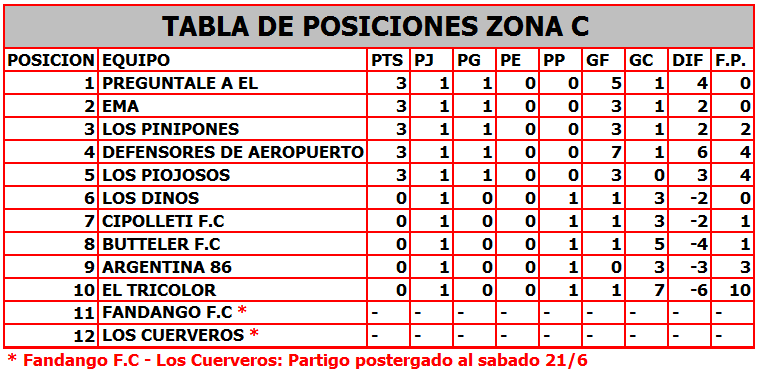 TABLA DE POSICIONES ZONA C
POSICION EQUIPO PTS PJ PG PE PP GF GC DIF F.P.
1 PREGUNTALE A EL 3 1 1 0 0 5 1 4 0
2 EMA 3 1 1 0 0 3 1 2 0
3 LOS PINIPONES 3 1 1 0 0 3 1 2 2
4 DEFENSORES DE AEROPUERTO 3 1 1 0 0 7 1 6 4
5 LOS PIOJOSOS 3 1 1 0 0 3 0 3 4
6 LOS DINOS 0 1 0 0 1 1 3 -2 0
7 CIPOLLETI F.C 0 1 0 0 1 1 3 -2 1
8 BUTTELER F.C 0 1 0 0 1 1 5 -4 1
9 ARGENTINA 86 0 1 0 0 1 0 3 -3 3
10 EL TRICOLOR 0 1 0 0 1 1 7 -6 10
11 FANDANGO F.C * - - - - - - - - -
12 LOS CUERVEROS * - - - - - - - - -
* Fandango F.C - Los Cuerveros: Partigo postergado al sabado 21/6